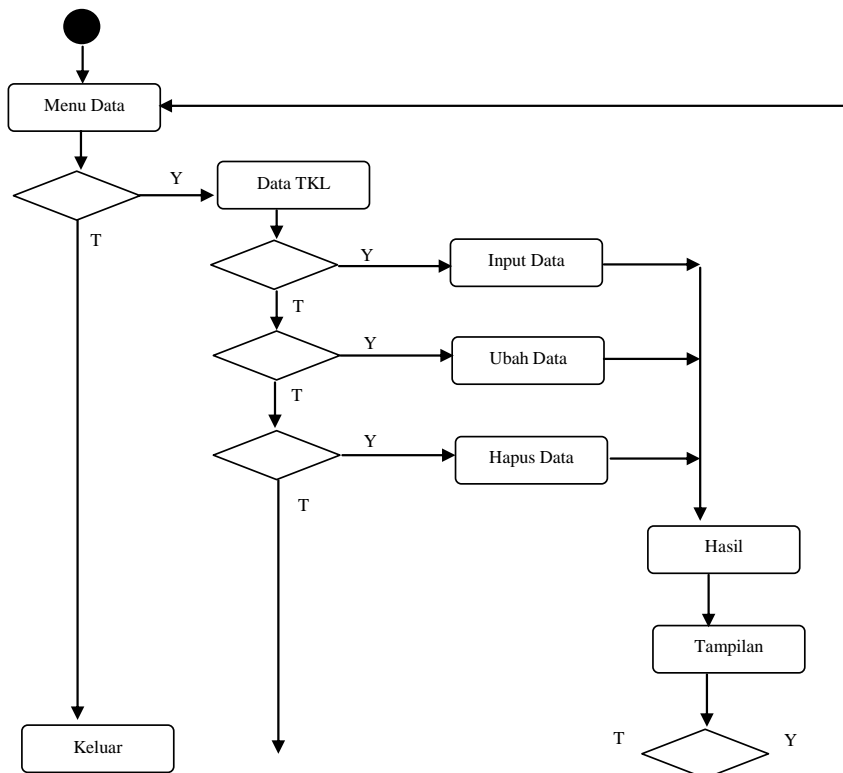 Menu Data
Y
Data TKL
T
Y
Input Data
T
Y
Ubah Data
T
Y
Hapus Data
T
Hasil
Tampilan
Keluar
T
Y